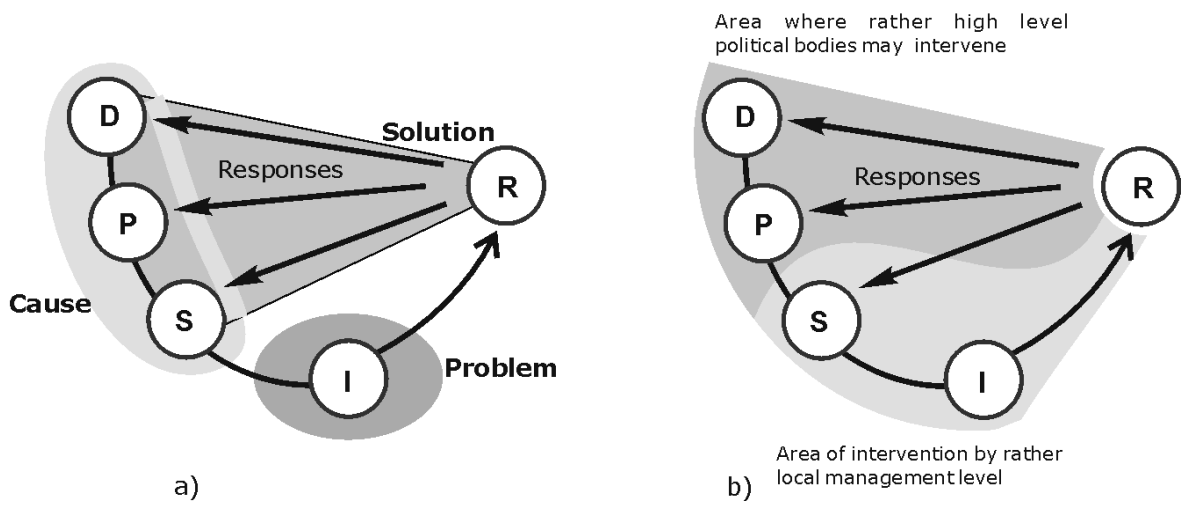 D
Solution
Responses
R
P
Cause
S
I
Problem
a)
Area where rather high level
political bodies may intervene
D
Responses
R
P
S
I
Area of intervention by rather
local management level
b)